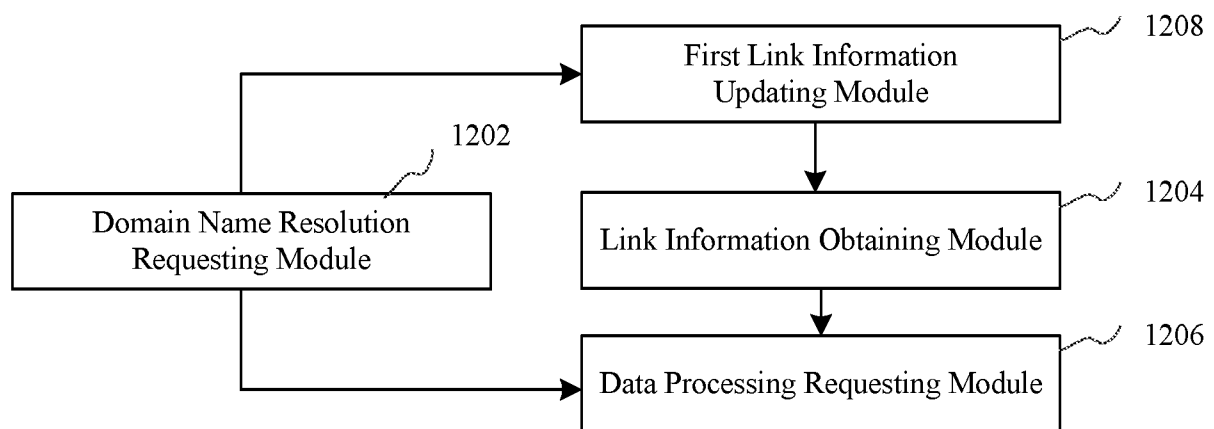 1208
First Link Information
Updating Module
1202
Domain Name Resolution
Requesting Module
1204
Link Information Obtaining Module
1206
Data Processing Requesting Module